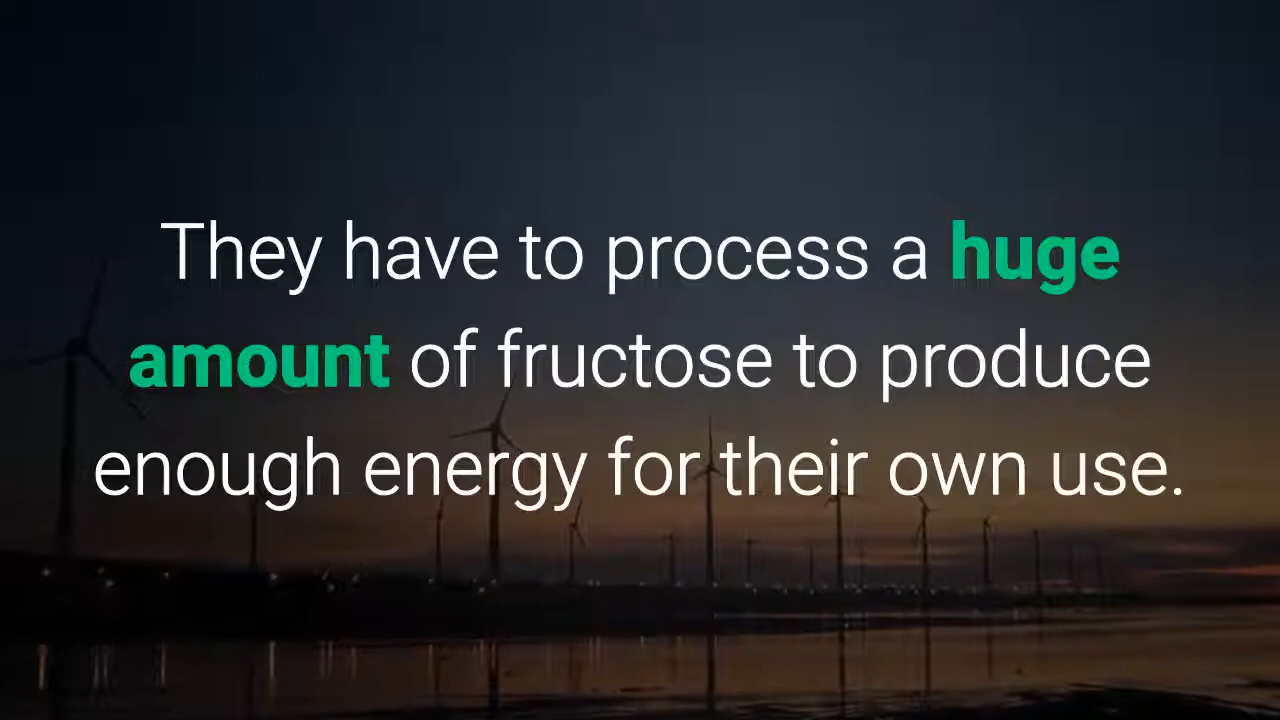 They have to process a huge
amount of fructose to produce
enough energy for their own use.